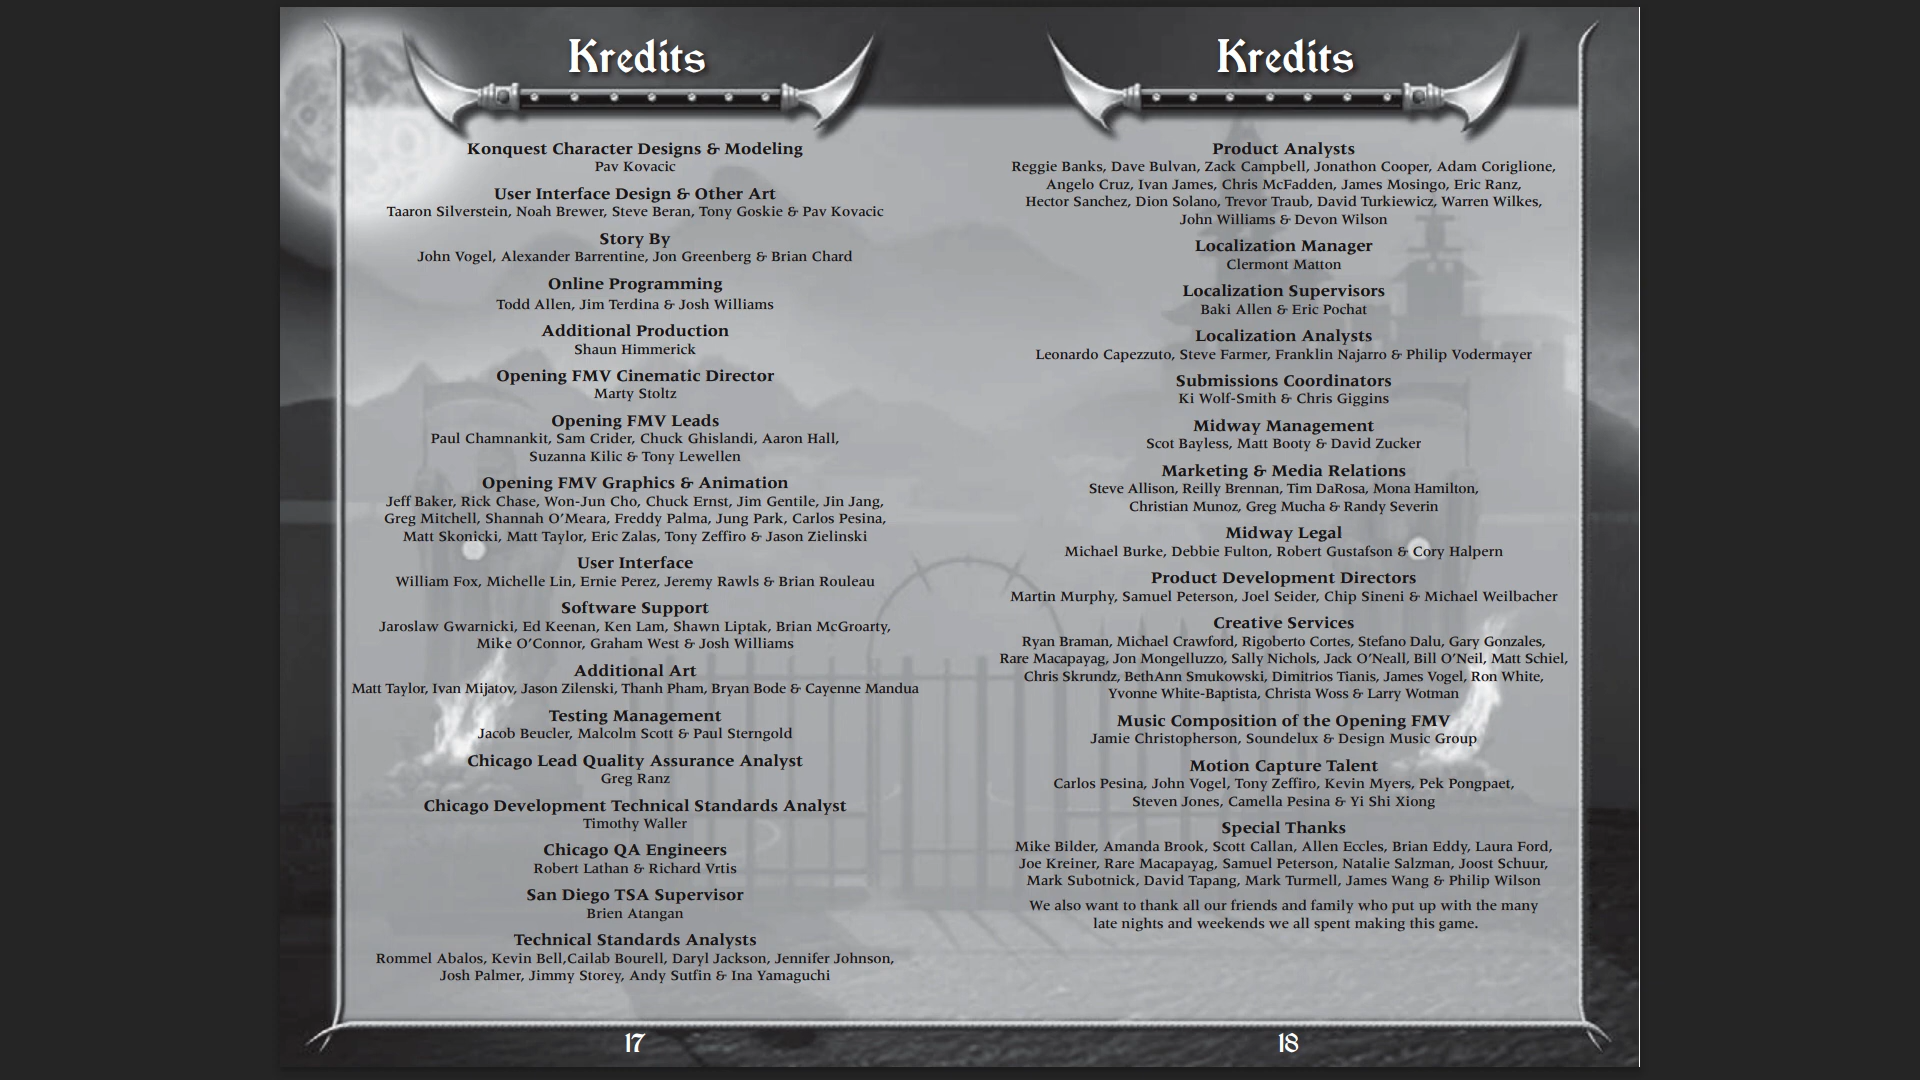 Kredits
Konquest Character Designs & Modeling
Pav Kovacic
User Interface Design & Other Art
Taaron Silverstein, Noah Brewer, Steve Beran, Tony Goskie & Pav Kovacic
Story By
John Vogel, Alexander Barrentine, Jon Greenberg & Brian Chard
Online Programming
Todd Allen, Jim Terdina & Josh Williams
Additional Production
Shaun Himmerick
Opening FMV Cinematic Director
Marty Stoltz
Opening FMV Leads
Paul Chamnankit, Sam Crider, Chuck Ghislandi, Aaron Hall,
Suzanna Kilic & Tony Lewellen
Opening FMV Graphics & Animation
Jeff Baker, Rick Chase, Won-Jun Cho, Chuck Ernst, Jim Gentile, Jin Jang,
Greg Mitchell, Shannah O’Meara, Freddy Palma, Jung Park, Carlos Pesina,
Matt Skonicki, Matt Taylor, Eric Zalas, Tony Zeffiro & Jason Zielinski
User Interface
William Fox, Michelle Lin, Ernie Perez, Jeremy Rawls & Brian Rouleau
Software Support
Jaroslaw Gwarnicki, Ed Keenan, Ken Lam, Shawn Liptak, Brian McGroarty,
Mike O’Connor, Graham West & Josh Williams
Additional Art
Matt Taylor, Ivan Mijatov, Jason Zilenski, Thanh Pham, Bryan Bode & Cayenne Mandua
Testing Management
Jacob Beucler, Malcolm Scott & Paul Sterngold
Chicago Lead Quality Assurance Analyst
Greg Ranz
Chicago Development Technical Standards Analyst
Timothy Waller
Chicago QA Engineers
Robert Lathan & Richard Vrtis
San Diego TSA Supervisor
Brien Atangan
Technical Standards Analysts
Rommel Abalos, Kevin Bell,Cailab Bourell, Daryl Jackson, Jennifer Johnson,
Josh Palmer, Jimmy Storey, Andy Sutfin & Ina Yamaguchi
17
Kredits
Product Analysts
Reggie Banks, Dave Bulvan, Zack Campbell, Jonathon Cooper, Adam Coriglione,
Angelo Cruz, Ivan James, Chris McFadden, James Mosingo, Eric Ranz,
Hector Sanchez, Dion Solano, Trevor Traub, David Turkiewicz, Warren Wilkes,
John Williams & Devon Wilson
Localization Manager
Clermont Matton
Localization Supervisors
Baki Allen & Eric Pochat
Localization Analysts
Leonardo Capezzuto, Steve Farmer, Franklin Najarro & Philip Vodermayer
Submissions Coordinators
Ki Wolf-Smith & Chris Giggins
Midway Management
Scot Bayless, Matt Booty & David Zucker
Marketing & Media Relations
Steve Allison, Reilly Brennan, Tim DaRosa, Mona Hamilton,
Christian Munoz, Greg Mucha & Randy Severin
Midway Legal
Michael Burke, Debbie Fulton, Robert Gustafson & Cory Halpern
Product Development Directors
Martin Murphy, Samuel Peterson, Joel Seider, Chip Sineni & Michael Weilbacher
Creative Services
Ryan Braman, Michael Crawford, Rigoberto Cortes, Stefano Dalu, Gary Gonzales,
Rare Macapayag, Jon Mongelluzzo, Sally Nichols, Jack O’Neall, Bill O’Neil, Matt Schiel,
Chris Skrundz, BethAnn Smukowski, Dimitrios Tianis, James Vogel, Ron White,
Yvonne White-Baptista, Christa Woss & Larry Wotman
Music Composition of the Opening FMV
Jamie Christopherson, Soundelux & Design Music Group
Motion Capture Talent
Carlos Pesina, John Vogel, Tony Zeffiro, Kevin Myers, Pek Pongpaet,
Steven Jones, Camella Pesina & Yi Shi Xiong
Special Thanks
Mike Bilder, Amanda Brook, Scott Callan, Allen Eccles, Brian Eddy, Laura Ford,
Joe Kreiner, Rare Macapayag, Samuel Peterson, Natalie Salzman, Joost Schuur,
Mark Subotnick, David Tapang, Mark Turmell, James Wang & Philip Wilson
We also want to thank all our friends and family who put up with the many
late nights and weekends we all spent making this game.
18